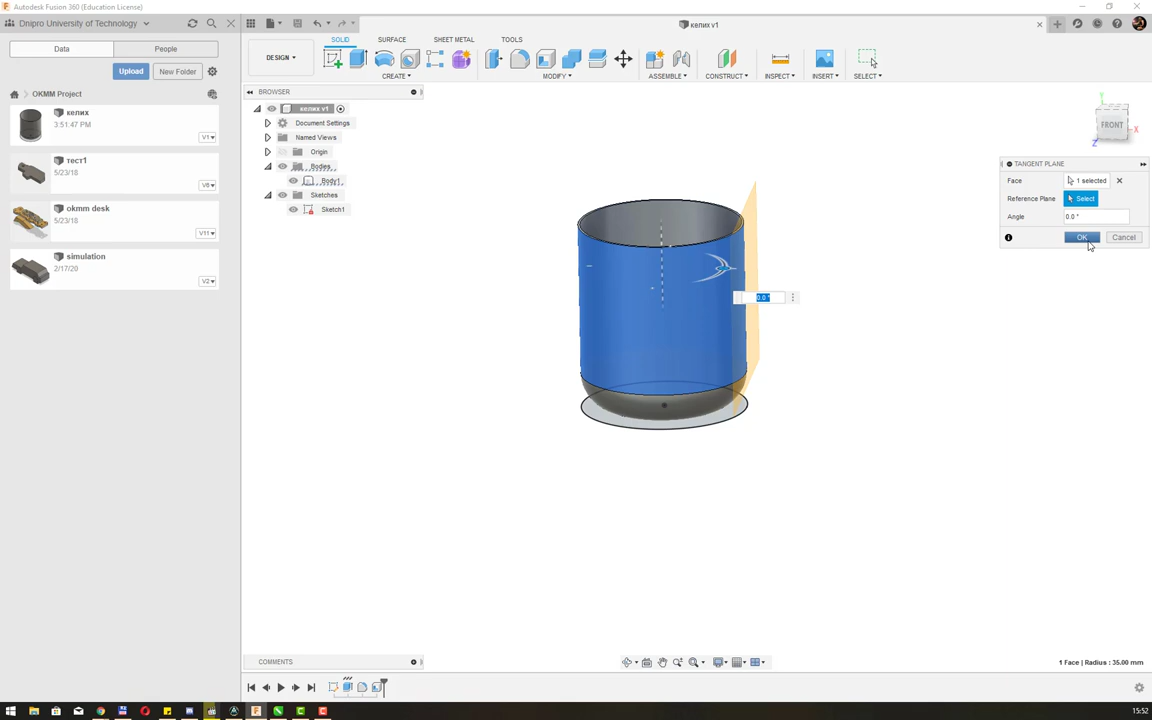 Autodesk Fusion 360 (Education License)
Dnipro University of Technology
келих v1
Data
People
Upload
New Folder
OKMM Project
келих
3:51:47 PM
V1
тест1
5/23/18
V6
okmm desk
5/23/18
V11
simulation
2/17/20
V2
SOLID
SURFACE
SHEET METAL
TOOLS
DESIGN
CREATE
MODIFY
ASSEMBLE
CONSTRUCT
INSPECT
INSERT
SELECT
BROWSER
келих v1
Document Settings
Named Views
Origin
Bodies
Body1
Sketches
Sketch1
FRONT
Y
X
Z
TANGENT PLANE
Face
1 selected
Reference Plane
Select
Angle
0.0 °
OK
Cancel
0.0 °
COMMENTS
1 Face | Radius : 35.00 mm
15:52